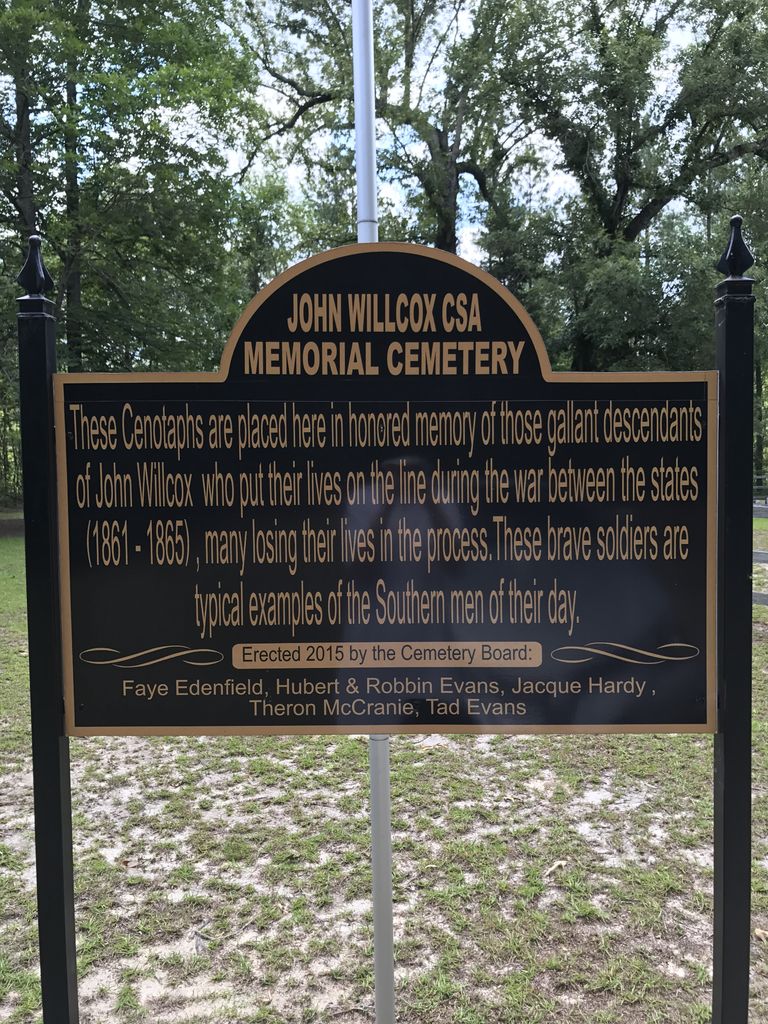 JOHN WILLCOX CSA
MEMORIAL CEMETERY
These Cenotaphs are placed here in honored memory of those gallant descendants
of John Willcox who put their lives on the line during the war between the states
(1861 - 1865) , many losing their lives in the process. These brave soldiers are
typical examples of the Southern men of their day.
Erected 2015 by the Cemetery Board:
Faye Edenfield, Hubert & Robbin Evans, Jacque Hardy ,
Theron McCranie, Tad Evans